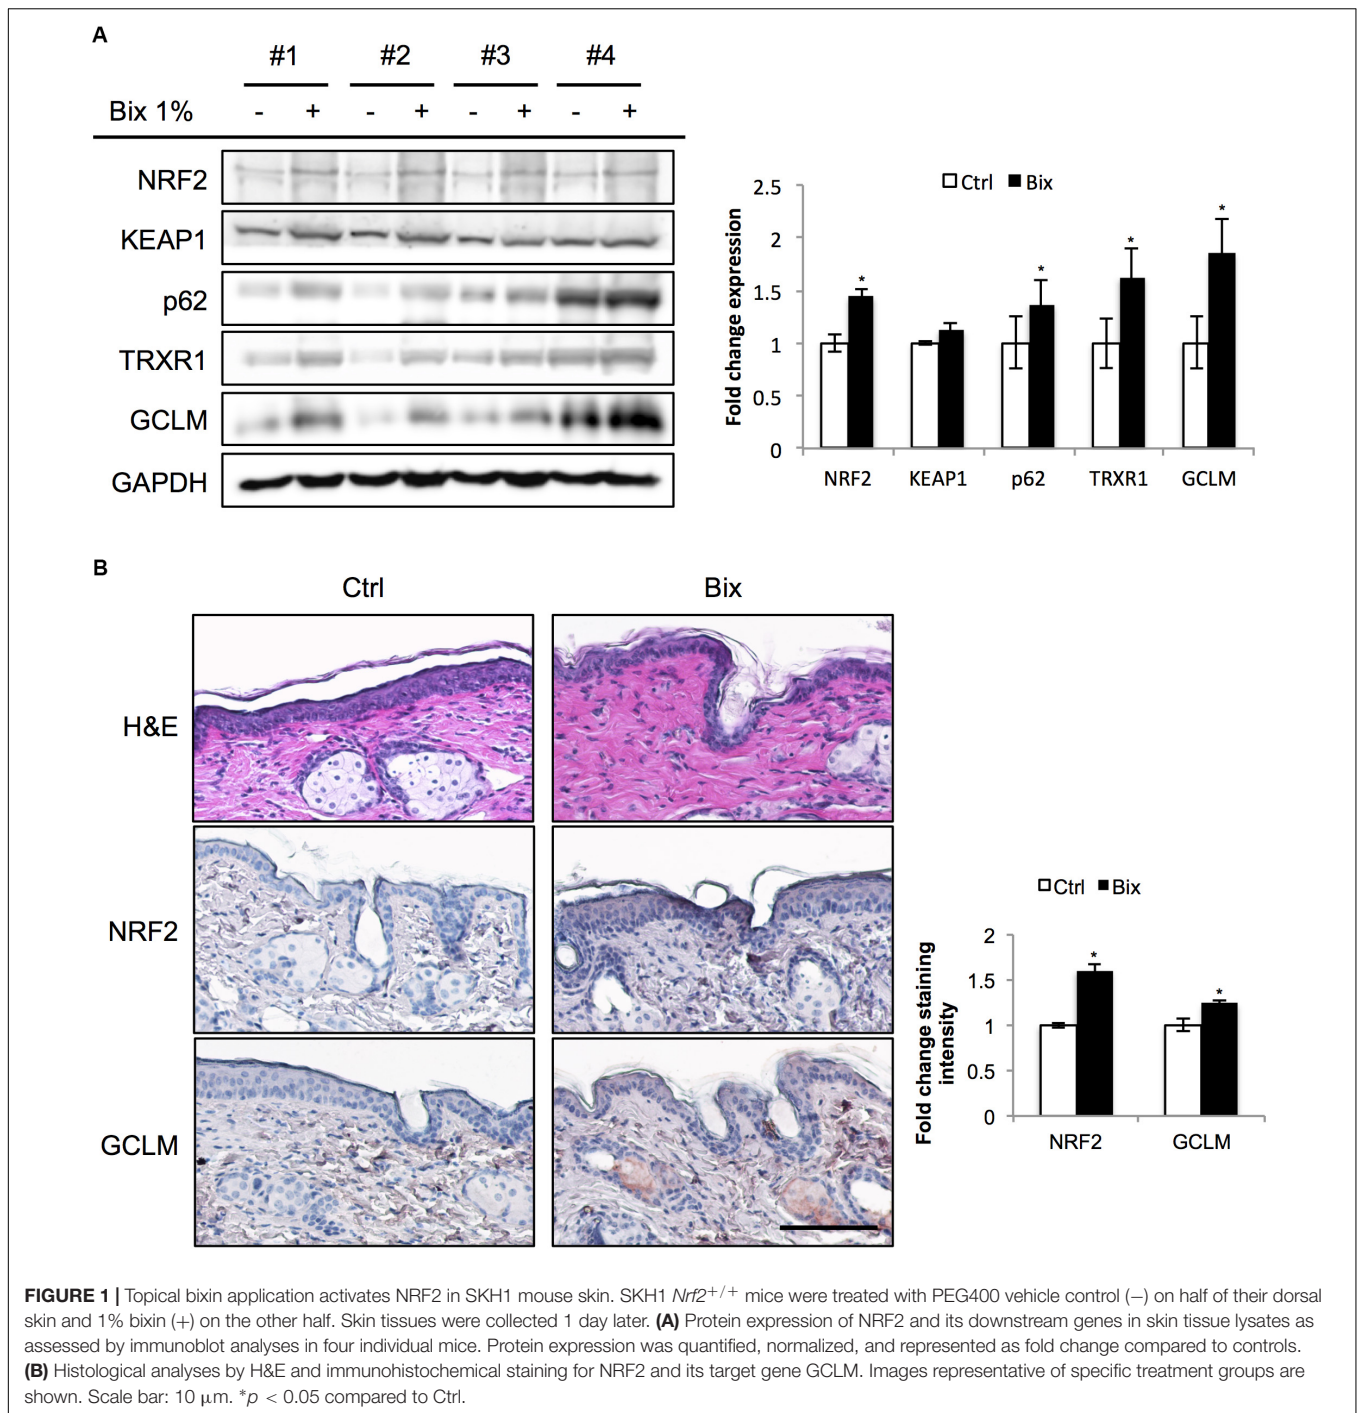 A
#1 #2 #3 #4
Bix 1% - + - + - + - +
NRF2
KEAP1
p62
TRXR1
GCLM
GAPDH
Ctrl Bix
Fold change expression
2.5
2
1.5
1
0.5
0
NRF2 KEAP1 p62 TRXR1 GCLM
* * * *
B
Ctrl Bix
H&E
NRF2
GCLM
Ctrl Bix
Fold change staining
intensity
2
1.5
1
0.5
0
* *
NRF2 GCLM
FIGURE 1 | Topical bixin application activates NRF2 in SKH1 mouse skin. SKH1 Nrf2+/+ mice were treated with PEG400 vehicle control (−) on half of their dorsal
skin and 1% bixin (+) on the other half. Skin tissues were collected 1 day later. (A) Protein expression of NRF2 and its downstream genes in skin tissue lysates as
assessed by immunoblot analyses in four individual mice. Protein expression was quantified, normalized, and represented as fold change compared to controls.
(B) Histological analyses by H&E and immunohistochemical staining for NRF2 and its target gene GCLM. Images representative of specific treatment groups are
shown. Scale bar: 10 μm. *p < 0.05 compared to Ctrl.